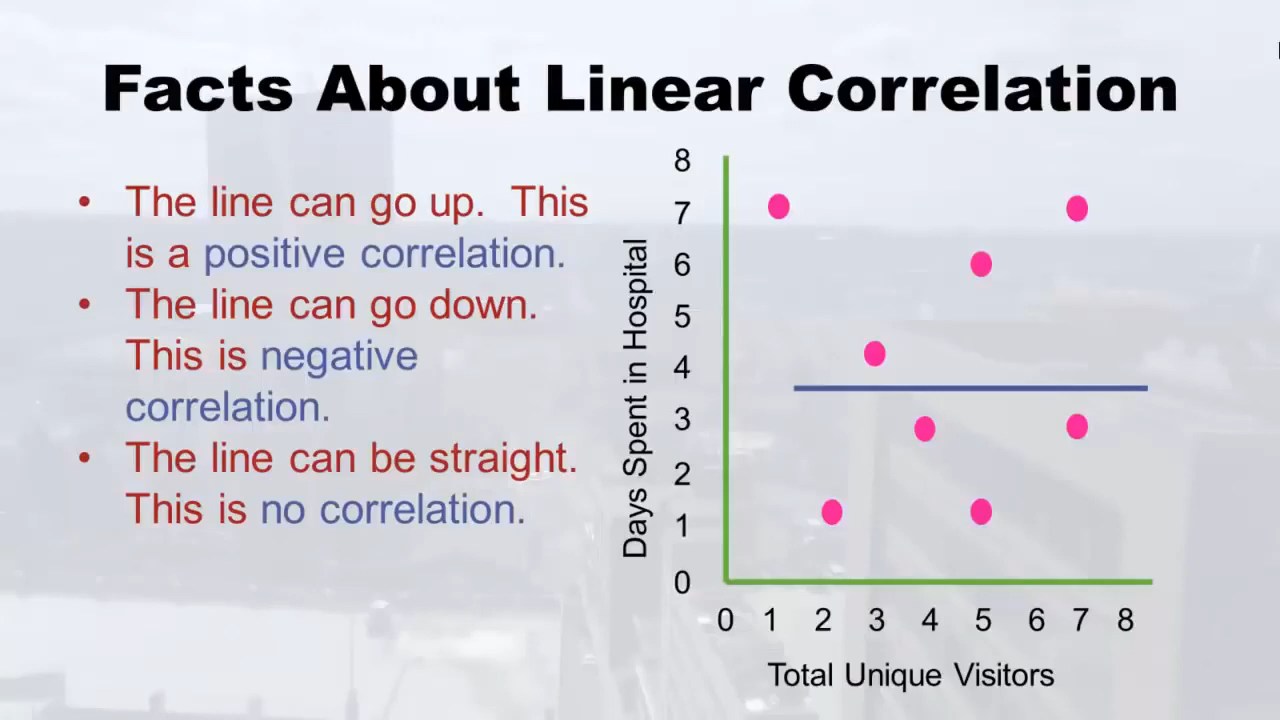 Facts About Linear Correlation
• The line can go up. This
is a positive correlation.
• The line can go down.
This is negative
correlation.
• The line can be straight.
This is no correlation.
Days Spent in Hospital
8
7
6
5
4
3
2
1
0
0 1 2 3 4 5 6 7 8
Total Unique Visitors